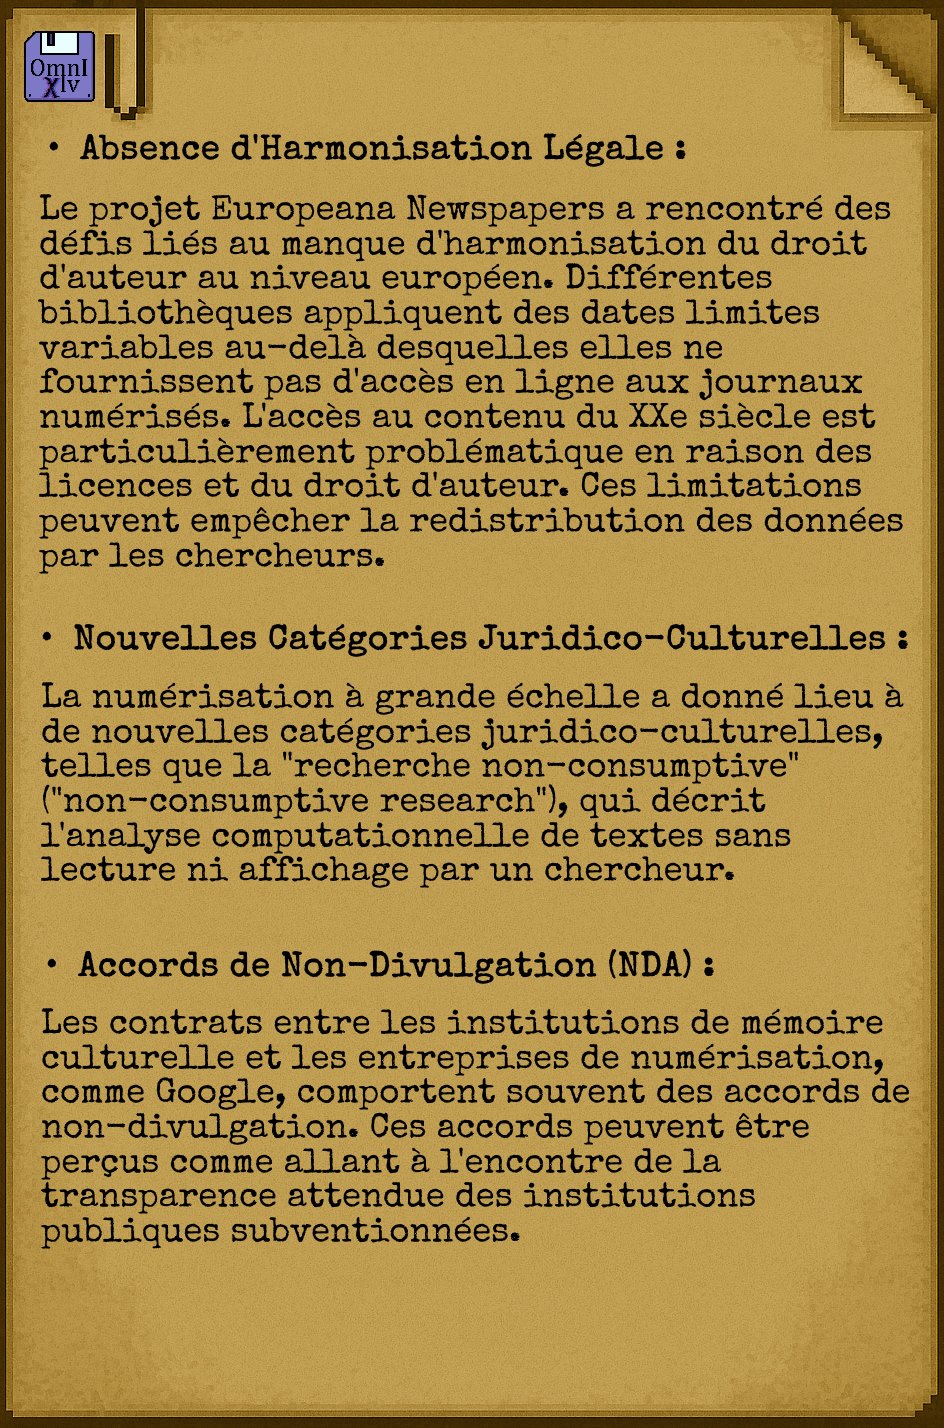 OmnI
χIv
• Absence d'Harmonisation Légale :
Le projet Europeana Newspapers a rencontré des
défis liés au manque d'harmonisation du droit
d'auteur au niveau européen. Différentes
bibliothèques appliquent des dates limites
variables au-delà desquelles elles ne
fournissent pas d'accès en ligne aux journaux
numérisés. L'accès au contenu du XXe siècle est
particulièrement problématique en raison des
licences et du droit d'auteur. Ces limitations
peuvent empêcher la redistribution des données
par les chercheurs.
• Nouvelles Catégories Juridico-Culturelles :
La numérisation à grande échelle a donné lieu à
de nouvelles catégories juridico-culturelles,
telles que la "recherche non-consumptive"
("non-consumptive research"), qui décrit
l'analyse computationnelle de textes sans
lecture ni affichage par un chercheur.
• Accords de Non-Divulgation (NDA) :
Les contrats entre les institutions de mémoire
culturelle et les entreprises de numérisation,
comme Google, comportent souvent des accords de
non-divulgation. Ces accords peuvent être
perçus comme allant à l'encontre de la
transparence attendue des institutions
publiques subventionnées.